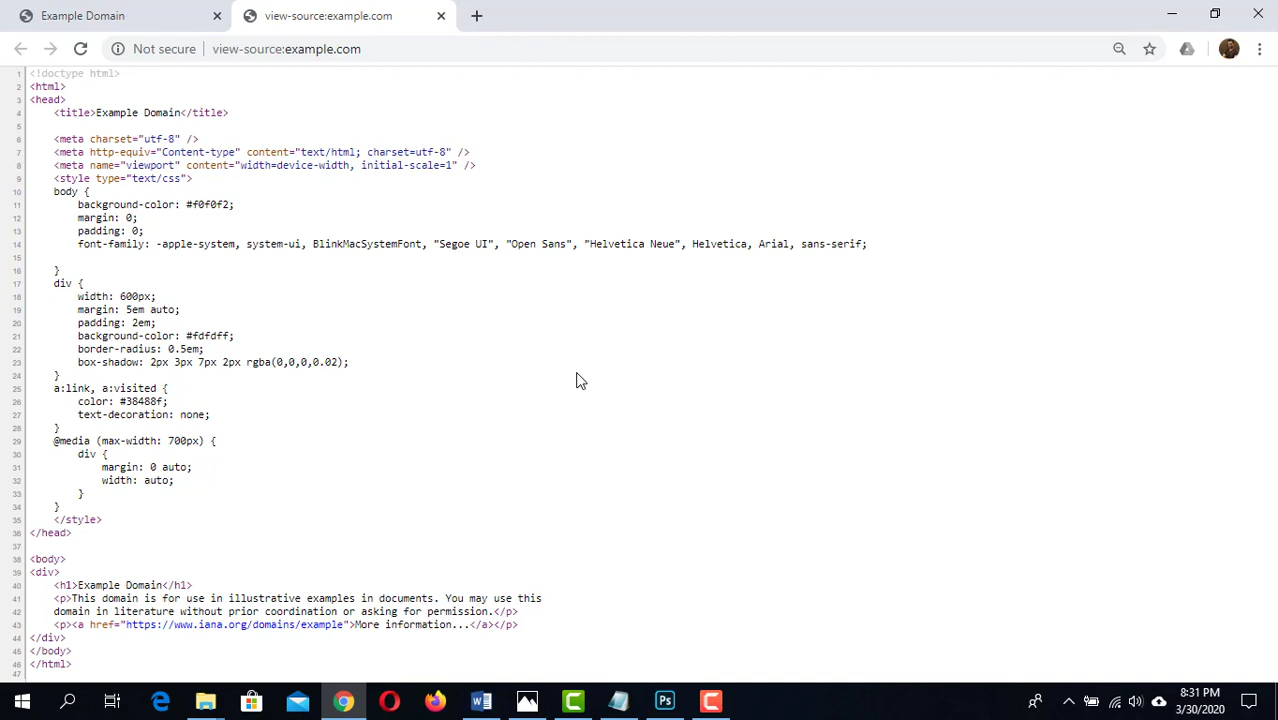 Example Domain
view-source:example.com
Not secure
view-source:example.com
1 <!doctype html>
2 <html>
3 <head>
4     <title>Example Domain</title>
5
6     <meta charset="utf-8" />
7     <meta http-equiv="Content-type" content="text/html; charset=utf-8" />
8     <meta name="viewport" content="width=device-width, initial-scale=1" />
9     <style type="text/css">
10     body {
11         background-color: #f0f0f2;
12         margin: 0;
13         padding: 0;
14         font-family: -apple-system, system-ui, BlinkMacSystemFont, "Segoe UI", "Open Sans", "Helvetica Neue", Helvetica, Arial, sans-serif;
15
16     }
17     div {
18         width: 600px;
19         margin: 5em auto;
20         padding: 2em;
21         background-color: #fdfdff;
22         border-radius: 0.5em;
23         box-shadow: 2px 3px 7px 2px rgba(0,0,0,0.02);
24     }
25     a:link, a:visited {
26         color: #38488f;
27         text-decoration: none;
28     }
29     @media (max-width: 700px) {
30         div {
31             margin: 0 auto;
32             width: auto;
33         }
34     }
35     </style>
36 </head>
37
38 <body>
39 <div>
40     <h1>Example Domain</h1>
41     <p>This domain is for use in illustrative examples in documents. You may use this
42     domain in literature without prior coordination or asking for permission.</p>
43     <p><a href="https://www.iana.org/domains/example">More information...</a></p>
44 </div>
45 </body>
46 </html>
47
Ps
8:31 PM
3/30/2020